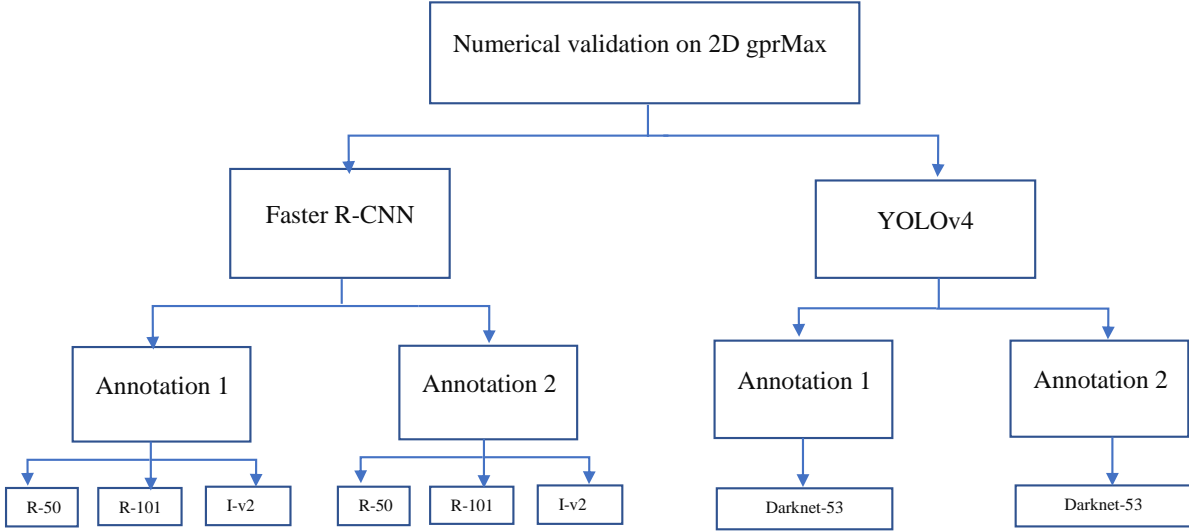 Numerical validation on 2D gprMax
Faster R-CNN
YOLOv4
Annotation 1
Annotation 2
Annotation 1
Annotation 2
R-50
R-101
I-v2
R-50
R-101
I-v2
Darknet-53
Darknet-53